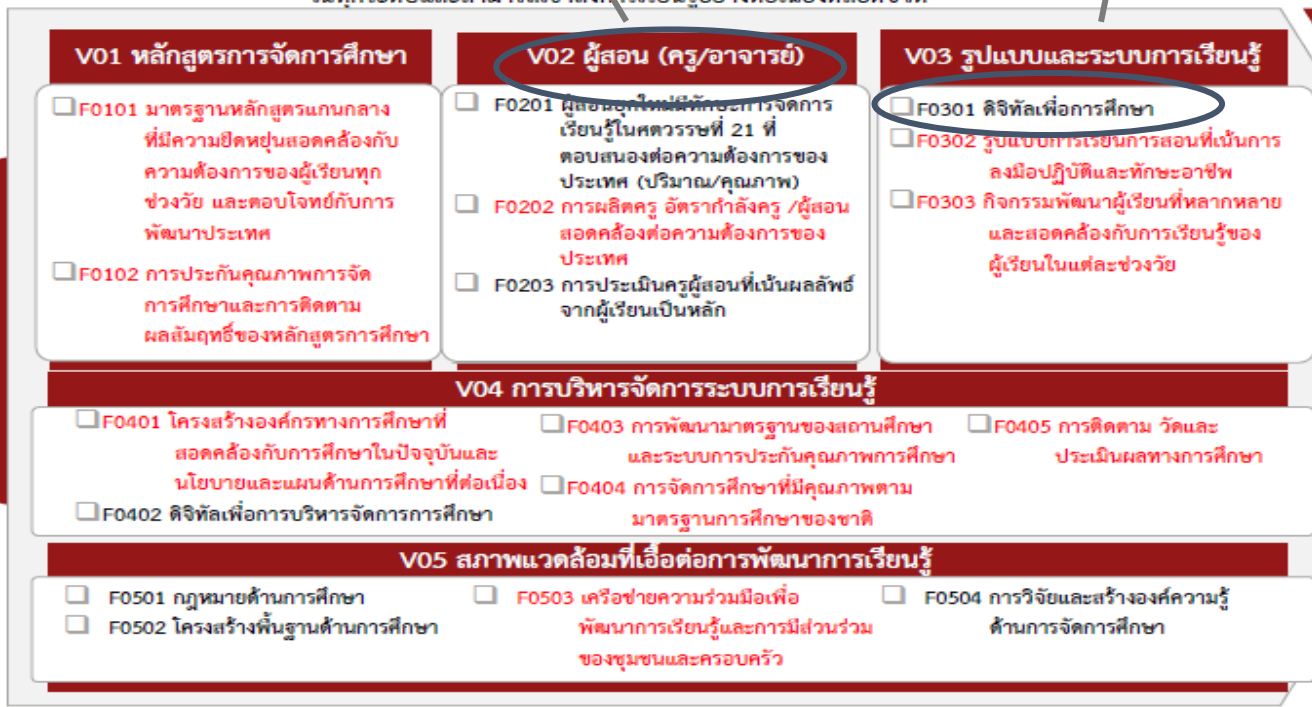 V01 หลักสูตรการจัดการศึกษา
F0101 มาตรฐานหลักสูตรแกนกลาง
ที่มีความยืดหยุ่นสอดคล้องกับ
ความต้องการของผู้เรียนทุก
ช่วงวัย และตอบโจทย์กับการ
พัฒนาประเทศ
F0102 การประกันคุณภาพการจัด
การศึกษาและการติดตาม
ผลสัมฤทธิ์ของหลักสูตรการศึกษา
V02 ผู้สอน (ครู/อาจารย์)
F0201 ผู้สอนยุคใหม่มีทักษะการจัดการ
เรียนรู้ในศตวรรษที่ 21 ที่
ตอบสนองต่อความต้องการของ
ประเทศ (ปริมาณ/คุณภาพ)
F0202 การผลิตครู อัตรากำลังครู /ผู้สอน
สอดคล้องต่อความต้องการของ
ประเทศ
F0203 การประเมินครูผู้สอนที่เน้นผลลัพธ์
จากผู้เรียนเป็นหลัก
V03 รูปแบบและระบบการเรียนรู้
F0301 ดิจิทัลเพื่อการศึกษา
F0302 รูปแบบการเรียนการสอนที่เน้นการ
ลงมือปฏิบัติและทักษะอาชีพ
F0303 กิจกรรมพัฒนาผู้เรียนที่หลากหลาย
และสอดคล้องกับการเรียนรู้ของ
ผู้เรียนในแต่ละช่วงวัย
V04 การบริหารจัดการระบบการเรียนรู้
F0401 โครงสร้างองค์กรทางการศึกษาที่
สอดคล้องกับการศึกษาในปัจจุบันและ
นโยบายและแผนด้านการศึกษาที่ต่อเนื่อง
F0402 ดิจิทัลเพื่อการบริหารจัดการการศึกษา
F0403 การพัฒนามาตรฐานของสถานศึกษา
และระบบการประกันคุณภาพการศึกษา
F0404 การจัดการศึกษาที่มีคุณภาพตาม
มาตรฐานการศึกษาของชาติ
F0405 การติดตาม วัดและ
ประเมินผลทางการศึกษา
V05 สภาพแวดล้อมที่เอื้อต่อการพัฒนาการเรียนรู้
F0501 กฎหมายด้านการศึกษา
F0502 โครงสร้างพื้นฐานด้านการศึกษา
F0503 เครือข่ายความร่วมมือเพื่อ
พัฒนาการเรียนรู้และการมีส่วนร่วม
ของชุมชนและครอบครัว
F0504 การวิจัยและสร้างองค์ความรู้
ด้านการจัดการศึกษา